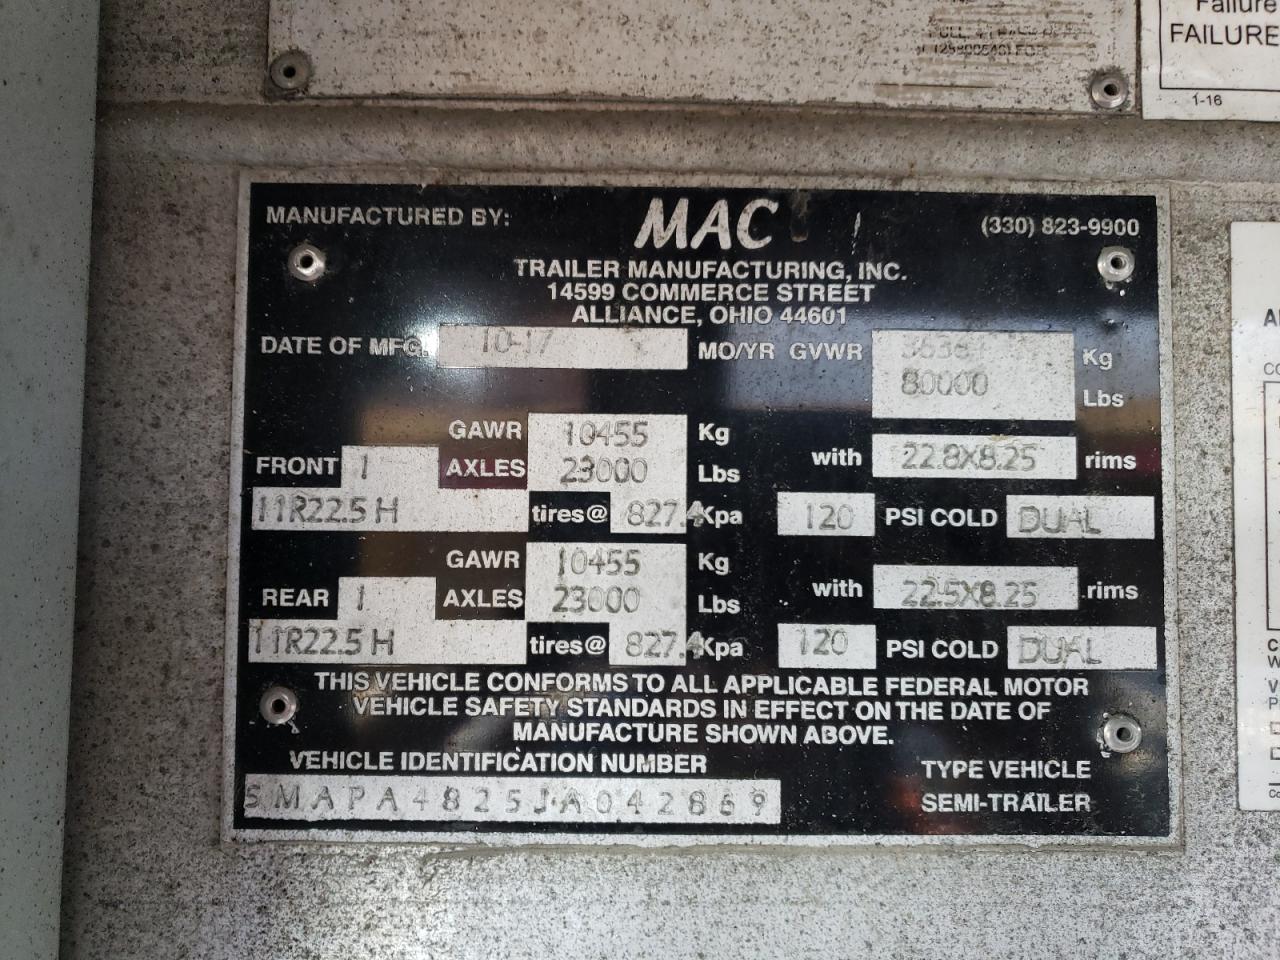 Failure
FAILURE
1-16
MANUFACTURED BY: MAC (330) 823-9900
TRAILER MANUFACTURING, INC.
14599 COMMERCE STREET
ALLIANCE, OHIO 44601
DATE OF MFG. 10-17 MO/YR GVWR Kg
80000 Lbs
GAWR 10455 Kg
FRONT 1 AXLES 23000 Lbs with 22.8X8.25 rims
11R22.5 H tires@ 827.4 Kpa 120 PSI COLD DUAL
GAWR 10455 Kg
REAR 1 AXLES 23000 Lbs with 22.5X8.25 rims
11R22.5 H tires@ 827.4 Kpa 120 PSI COLD DUAL
THIS VEHICLE CONFORMS TO ALL APPLICABLE FEDERAL MOTOR
VEHICLE SAFETY STANDARDS IN EFFECT ON THE DATE OF
MANUFACTURE SHOWN ABOVE.
VEHICLE IDENTIFICATION NUMBER TYPE VEHICLE
5MAPA4825JA042869 SEMI-TRAILER